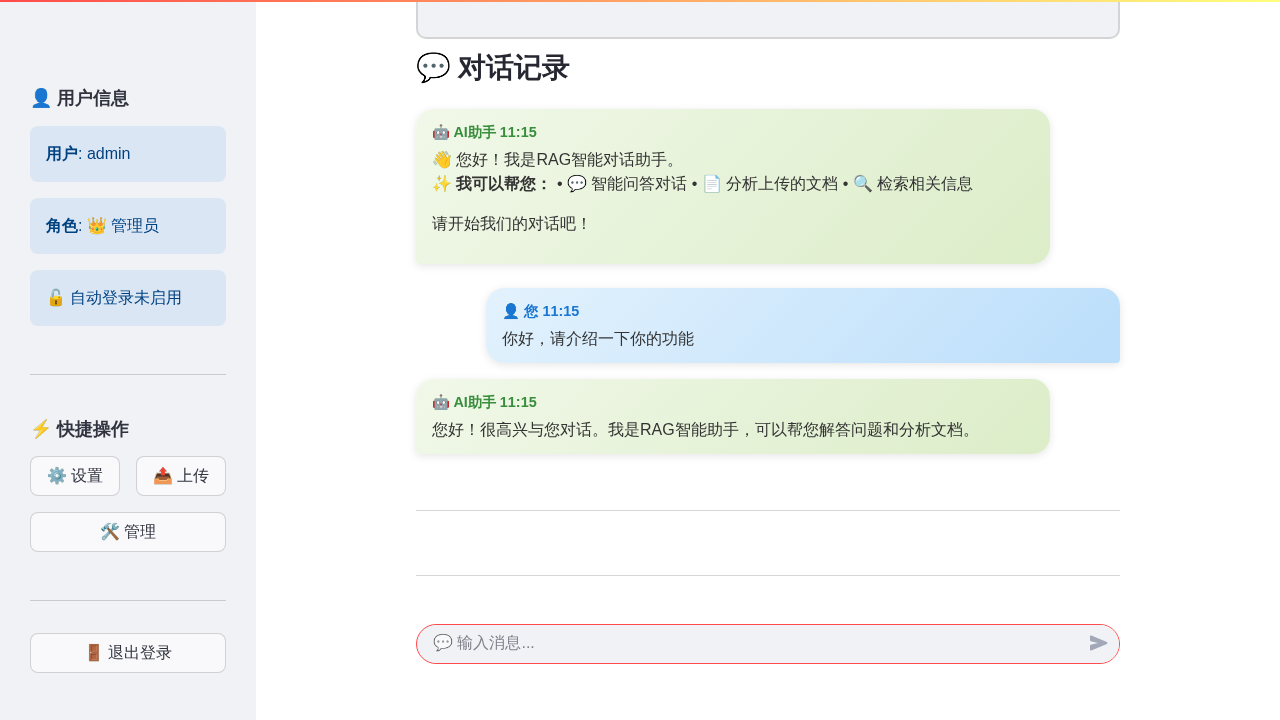 👤 用户信息
用户: admin
角色: 👑 管理员
🔓 自动登录未启用
⚡ 快捷操作
⚙️ 设置
📤 上传
🛠️ 管理
🚪 退出登录
💬 对话记录
🤖 AI助手 11:15
👋 您好！我是RAG智能对话助手。
✨ 我可以帮您： • 💬 智能问答对话 • 📄 分析上传的文档 • 🔍 检索相关信息
请开始我们的对话吧！
👤 您 11:15
你好，请介绍一下你的功能
🤖 AI助手 11:15
您好！很高兴与您对话。我是RAG智能助手，可以帮您解答问题和分析文档。
💬 输入消息...